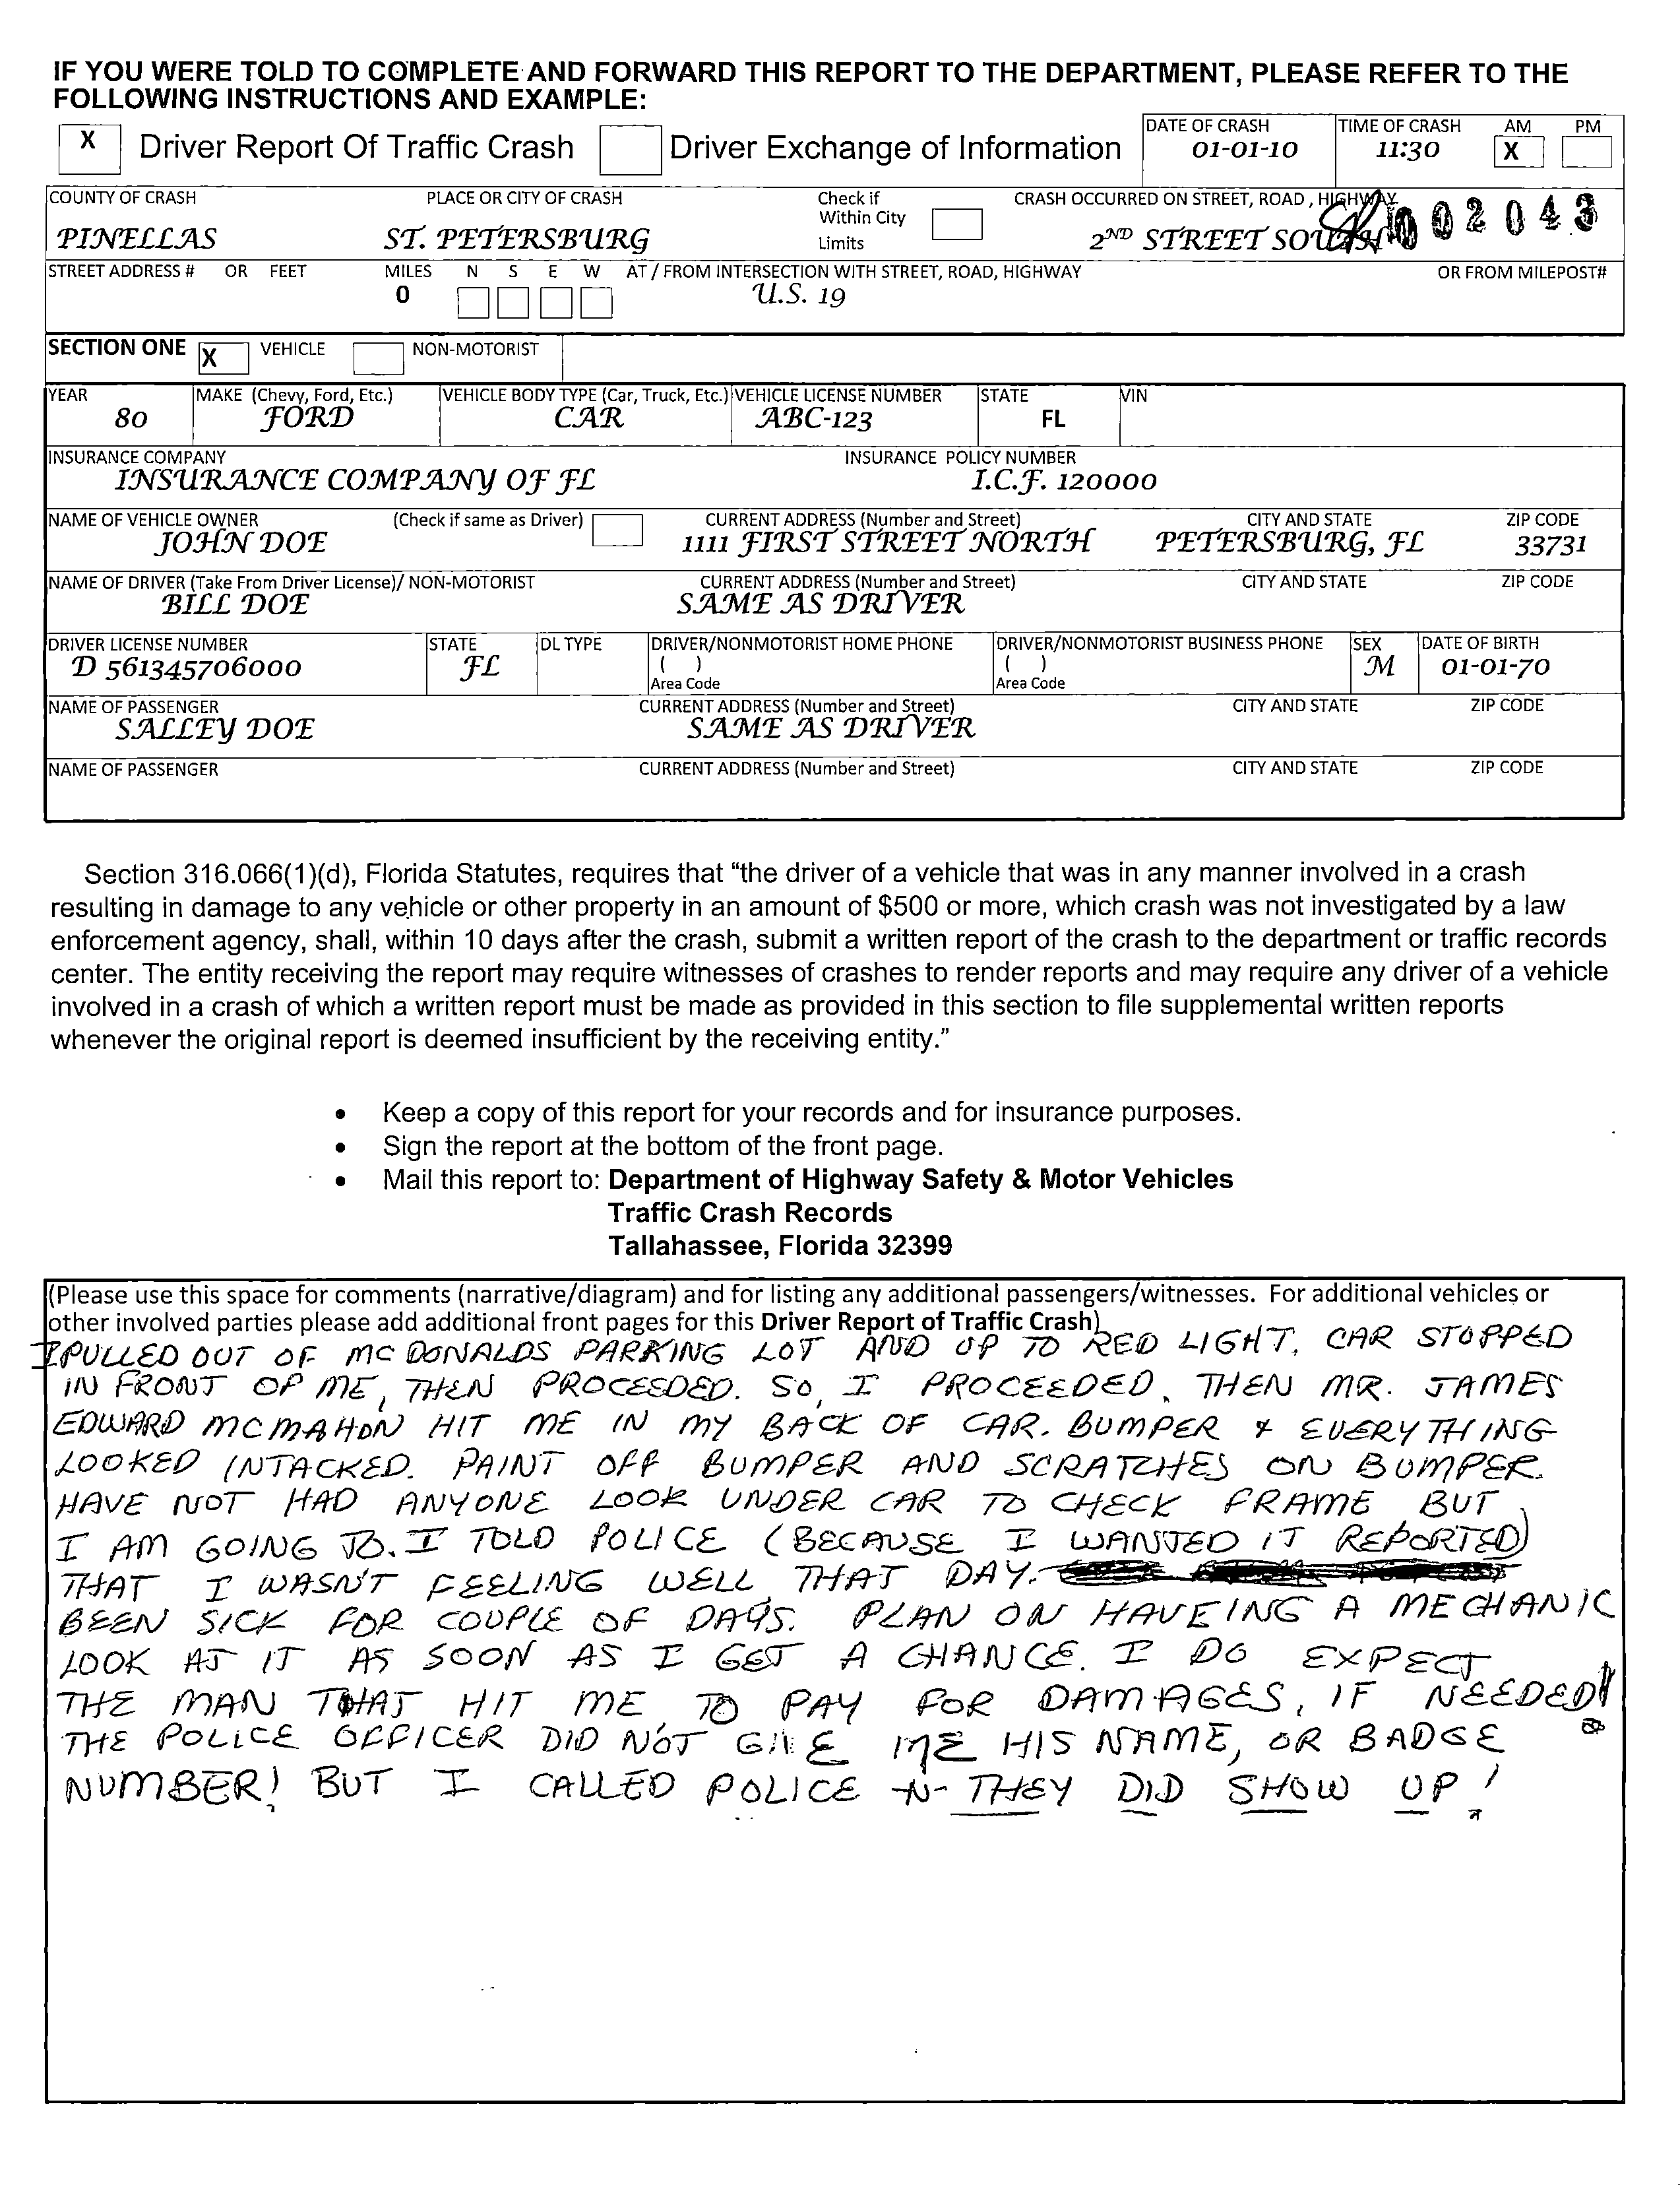 IF YOU WERE TOLD TO COMPLETE AND FORWARD THIS REPORT TO THE DEPARTMENT, PLEASE REFER TO THE
FOLLOWING INSTRUCTIONS AND EXAMPLE:
X Driver Report Of Traffic Crash Driver Exchange of Information DATE OF CRASH TIME OF CRASH AM PM
01-01-10 11:30 X
COUNTY OF CRASH PLACE OR CITY OF CRASH Check if Within City Limits CRASH OCCURRED ON STREET, ROAD, HIGHWAY
PINELLAS ST. PETERSBURG 2ND STREET SOUTH 002043
STREET ADDRESS # OR FEET MILES N S E W AT / FROM INTERSECTION WITH STREET, ROAD, HIGHWAY OR FROM MILEPOST#
0 U.S. 19
SECTION ONE X VEHICLE NON-MOTORIST
YEAR MAKE (Chevy, Ford, Etc.) VEHICLE BODY TYPE (Car, Truck, Etc.) VEHICLE LICENSE NUMBER STATE VIN
80 FORD CAR ABC-123 FL
INSURANCE COMPANY INSURANCE POLICY NUMBER
INSURANCE COMPANY OF FL I.C.F. 120000
NAME OF VEHICLE OWNER (Check if same as Driver) CURRENT ADDRESS (Number and Street) CITY AND STATE ZIP CODE
JOHN DOE 1111 FIRST STREET NORTH PETERSBURG, FL 33731
NAME OF DRIVER (Take From Driver License)/ NON-MOTORIST CURRENT ADDRESS (Number and Street) CITY AND STATE ZIP CODE
BILL DOE SAME AS DRIVER
DRIVER LICENSE NUMBER STATE DL TYPE DRIVER/NONMOTORIST HOME PHONE DRIVER/NONMOTORIST BUSINESS PHONE SEX DATE OF BIRTH
D 561345706000 FL ( ) ( ) M 01-01-70
Area Code Area Code
NAME OF PASSENGER CURRENT ADDRESS (Number and Street) CITY AND STATE ZIP CODE
SALLEY DOE SAME AS DRIVER
NAME OF PASSENGER CURRENT ADDRESS (Number and Street) CITY AND STATE ZIP CODE
Section 316.066(1)(d), Florida Statutes, requires that “the driver of a vehicle that was in any manner involved in a crash
resulting in damage to any vehicle or other property in an amount of $500 or more, which crash was not investigated by a law
enforcement agency, shall, within 10 days after the crash, submit a written report of the crash to the department or traffic records
center. The entity receiving the report may require witnesses of crashes to render reports and may require any driver of a vehicle
involved in a crash of which a written report must be made as provided in this section to file supplemental written reports
whenever the original report is deemed insufficient by the receiving entity.”
• Keep a copy of this report for your records and for insurance purposes.
• Sign the report at the bottom of the front page.
• Mail this report to: Department of Highway Safety & Motor Vehicles
Traffic Crash Records
Tallahassee, Florida 32399
(Please use this space for comments (narrative/diagram) and for listing any additional passengers/witnesses. For additional vehicles or
other involved parties please add additional front pages for this Driver Report of Traffic Crash)
I PULLED OUT OF MCDONALDS PARKING LOT AND UP TO RED LIGHT, CAR STOPPED
IN FRONT OF ME, THEN PROCEEDED. SO, I PROCEEDED, THEN MR. JAMES
EDWARD MCMAHON HIT ME IN MY BACK OF CAR. BUMPER & EVERYTHING
LOOKED INTACKED. PAINT OFF BUMPER AND SCRATCHES ON BUMPER.
HAVE NOT HAD ANYONE LOOK UNDER CAR TO CHECK FRAME BUT
I AM GOING TO. I TOLD POLICE (BECAUSE I WANTED IT REPORTED)
THAT I WASN'T FEELING WELL THAT DAY.
BEEN SICK FOR COUPLE OF DAYS. PLAN ON HAVEING A MECHANIC
LOOK AT IT AS SOON AS I GET A CHANCE. I DO EXPECT
THE MAN THAT HIT ME, TO PAY FOR DAMAGES, IF NEEDED!
THE POLICE OFFICER DID NOT GIVE ME HIS NAME, OR BADGE
NUMBER! BUT I CALLED POLICE -N- THEY DID SHOW UP!